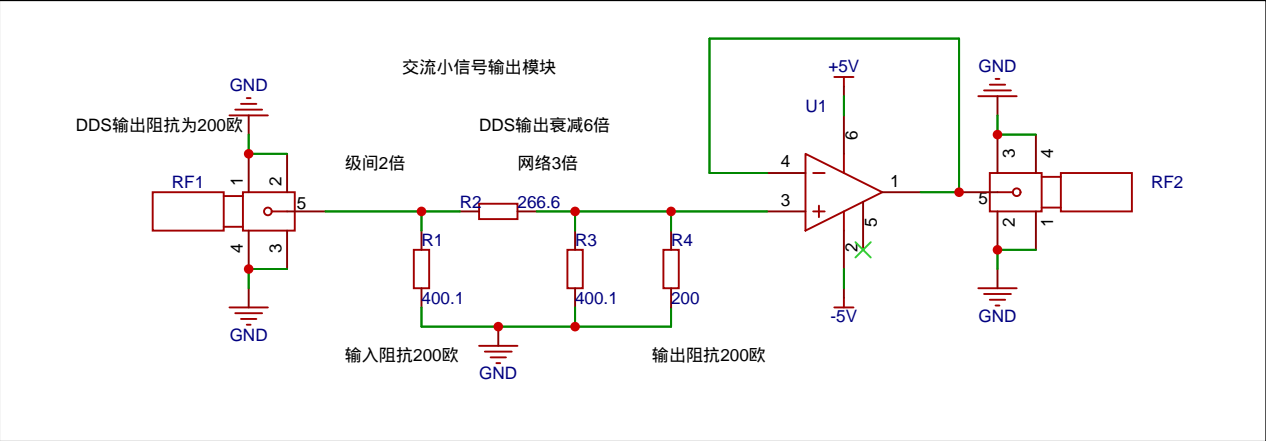 交流小信号输出模块
GND
+5V
GND
U1
DDS输出阻抗为200欧
DDS输出衰减6倍
6
3
4
级间2倍
网络3倍
4
RF1
1
2
1
RF2
5
R2
266.6
3
5
5
2
1
4
3
R1
R3
R4
2
400.1
400.1
200
-5V
GND
GND
输入阻抗200欧
输出阻抗200欧
GND